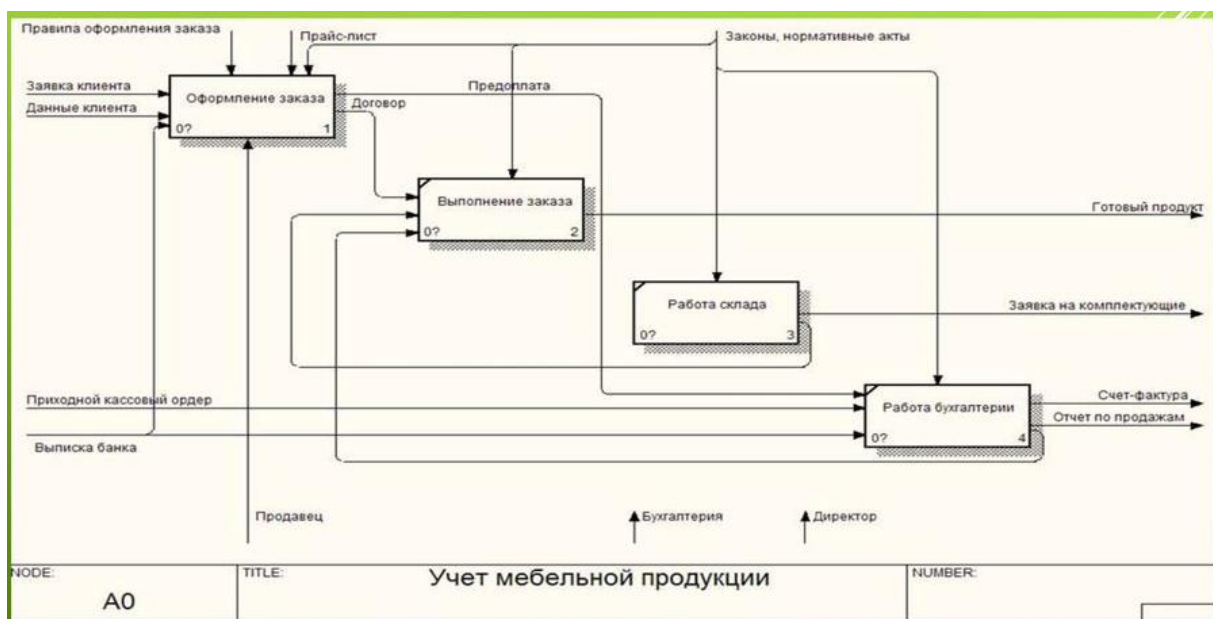 Правила оформления заказа
Прайс-лист
Законы, нормативные акты
Заявка клиента
Данные клиента
Оформление заказа
0?
1
Предоплата
Договор
Выполнение заказа
0?
2
Готовый продукт
Работа склада
0?
3
Заявка на комплектующие
Приходной кассовый ордер
Выписка банка
Работа бухгалтерии
0?
4
Счет-фактура
Отчет по продажам
Продавец
Бухгалтерия
Директор
NODE:
A0
TITLE:
Учет мебельной продукции
NUMBER: